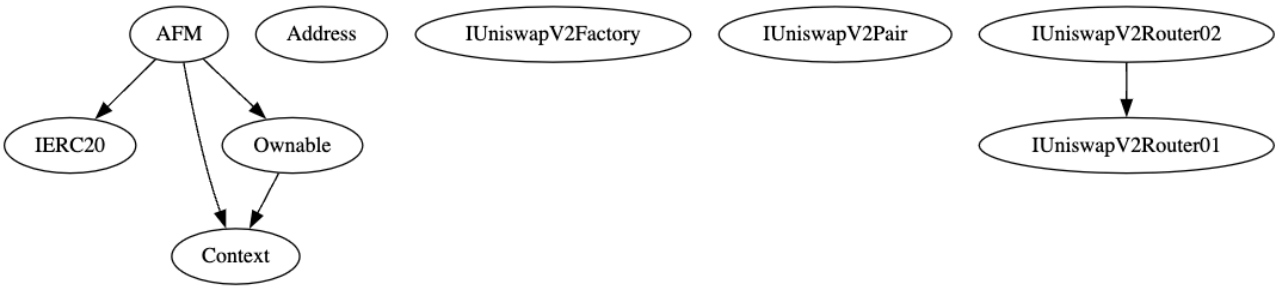 AFM
Address
IUniswapV2Factory
IUniswapV2Pair
IUniswapV2Router02
IERC20
Ownable
IUniswapV2Router01
Context